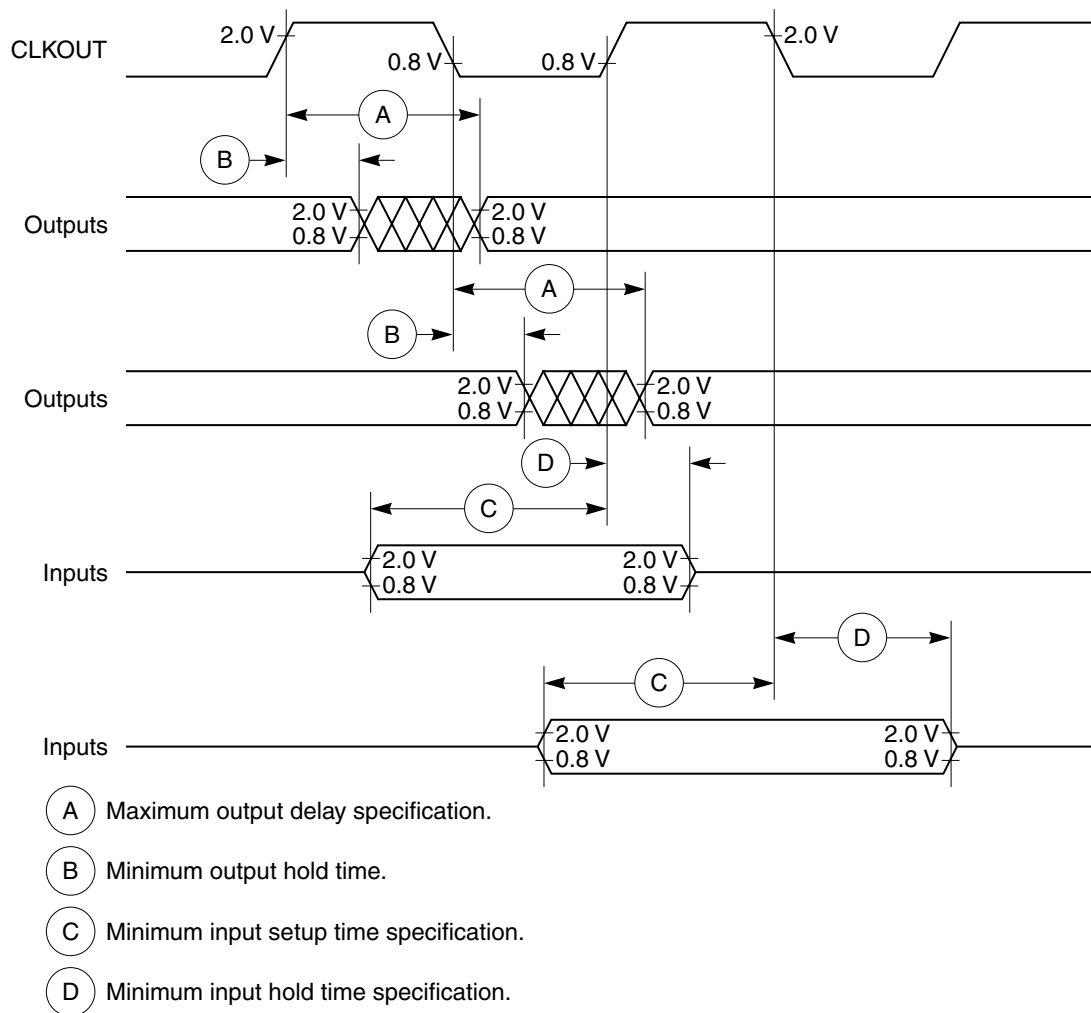 CLKOUT
2.0 V
0.8 V
0.8 V
2.0 V
A
B
Outputs
2.0 V
0.8 V
2.0 V
0.8 V
A
B
Outputs
2.0 V
0.8 V
2.0 V
0.8 V
D
C
Inputs
2.0 V
0.8 V
2.0 V
0.8 V
D
C
Inputs
2.0 V
0.8 V
2.0 V
0.8 V
A Maximum output delay specification.
B Minimum output hold time.
C Minimum input setup time specification.
D Minimum input hold time specification.